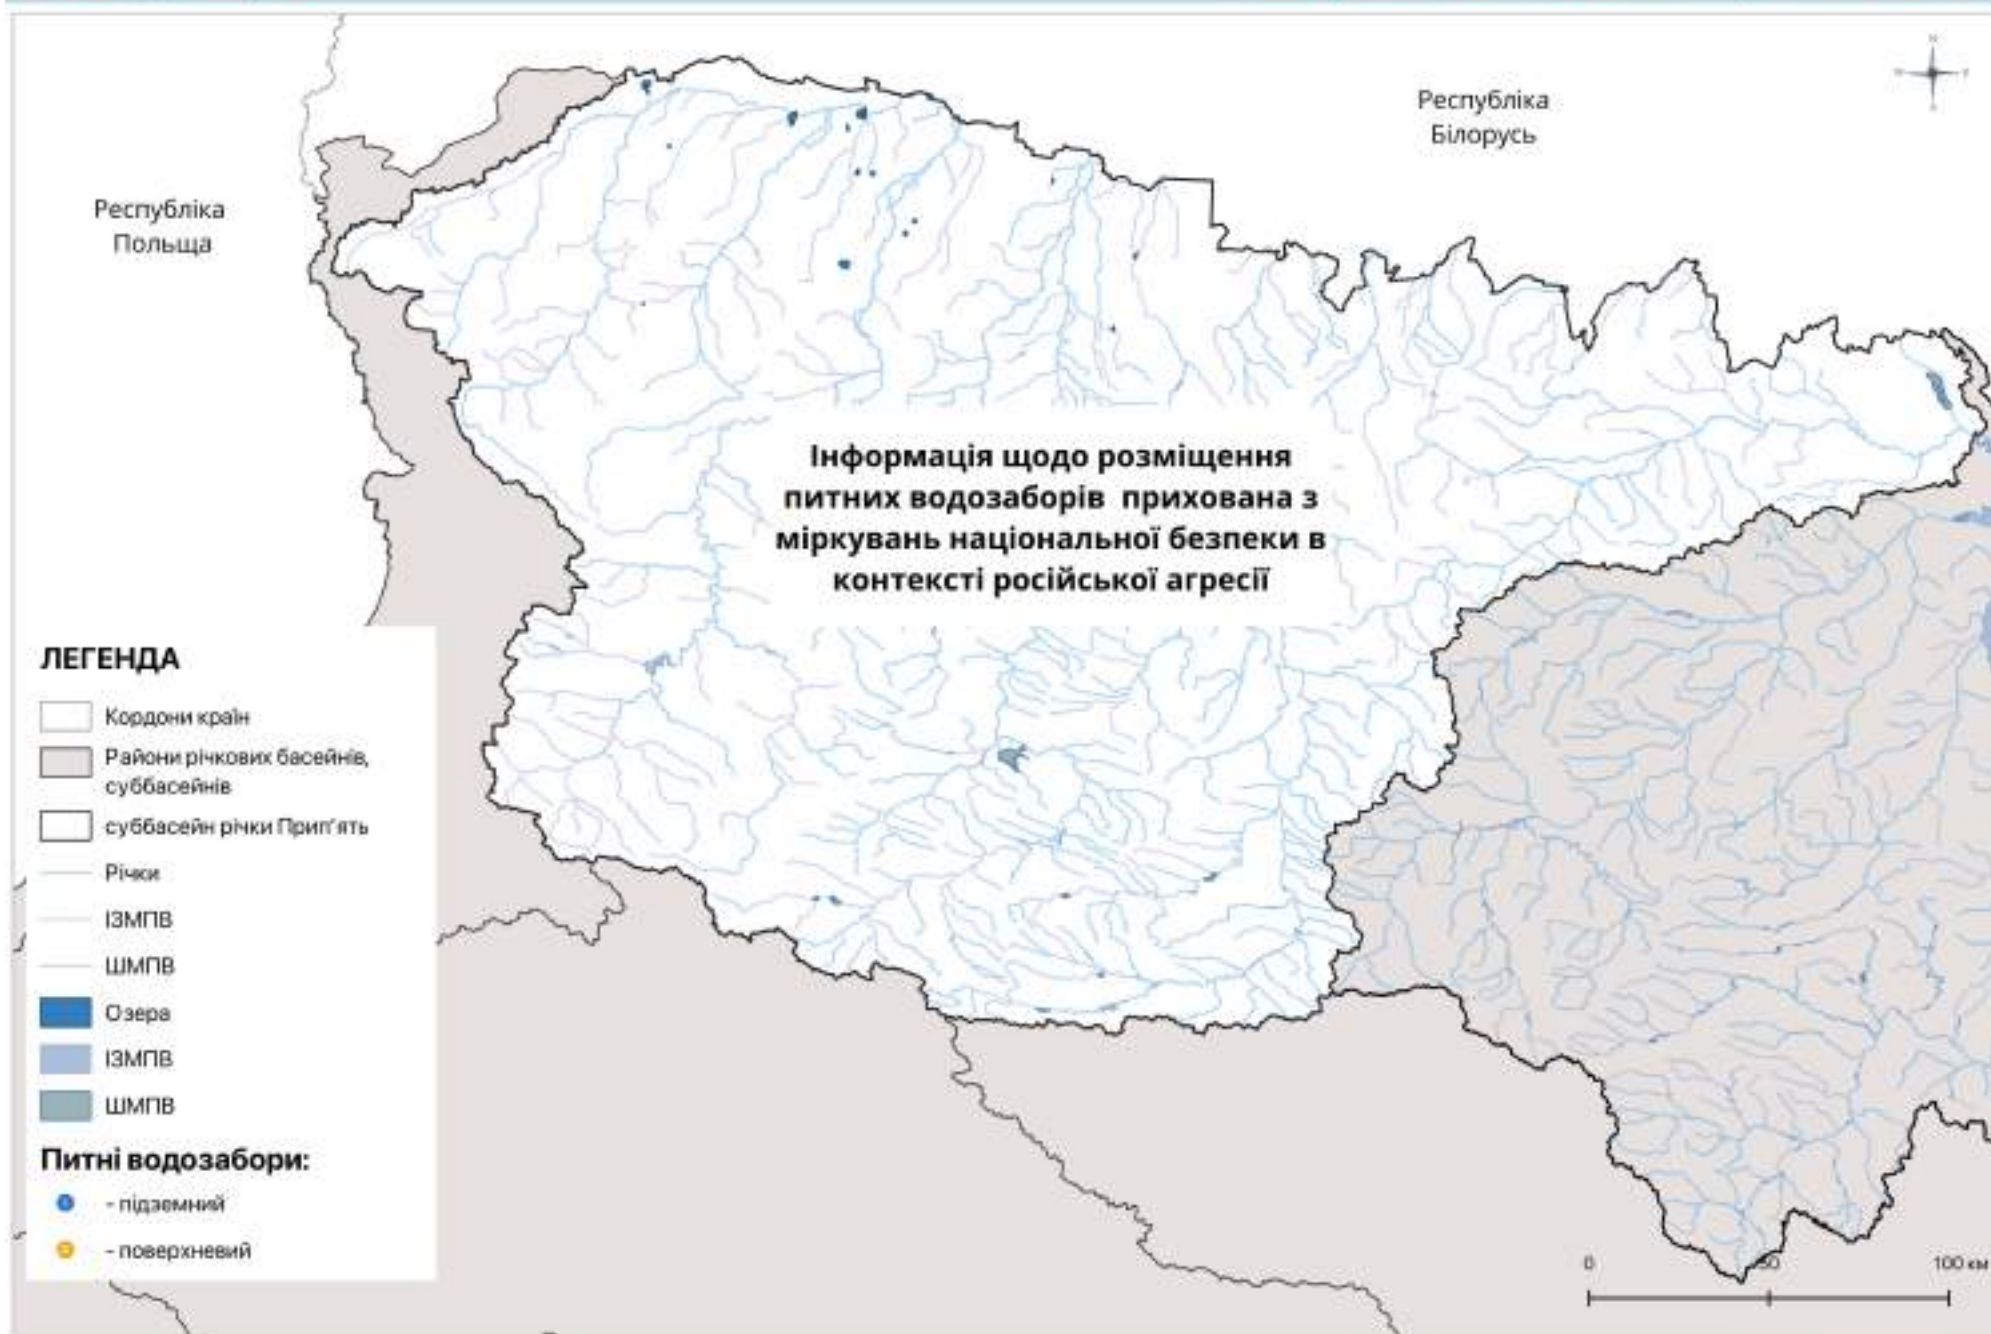 Республіка
Білорусь
Республіка
Польща
Інформація щодо розміщення
питних водозаборів прихована з
міркувань національної безпеки в
контексті російської агресії
ЛЕГЕНДА
Кордони країн
Райони річкових басейнів,
суббасейнів
суббасейн річки Прип'ять
Річки
ІЗМПВ
ШМПВ
Озера
ІЗМПВ
ШМПВ
Питні водозабори:
- підземний
- поверхневий
0 50 100 км